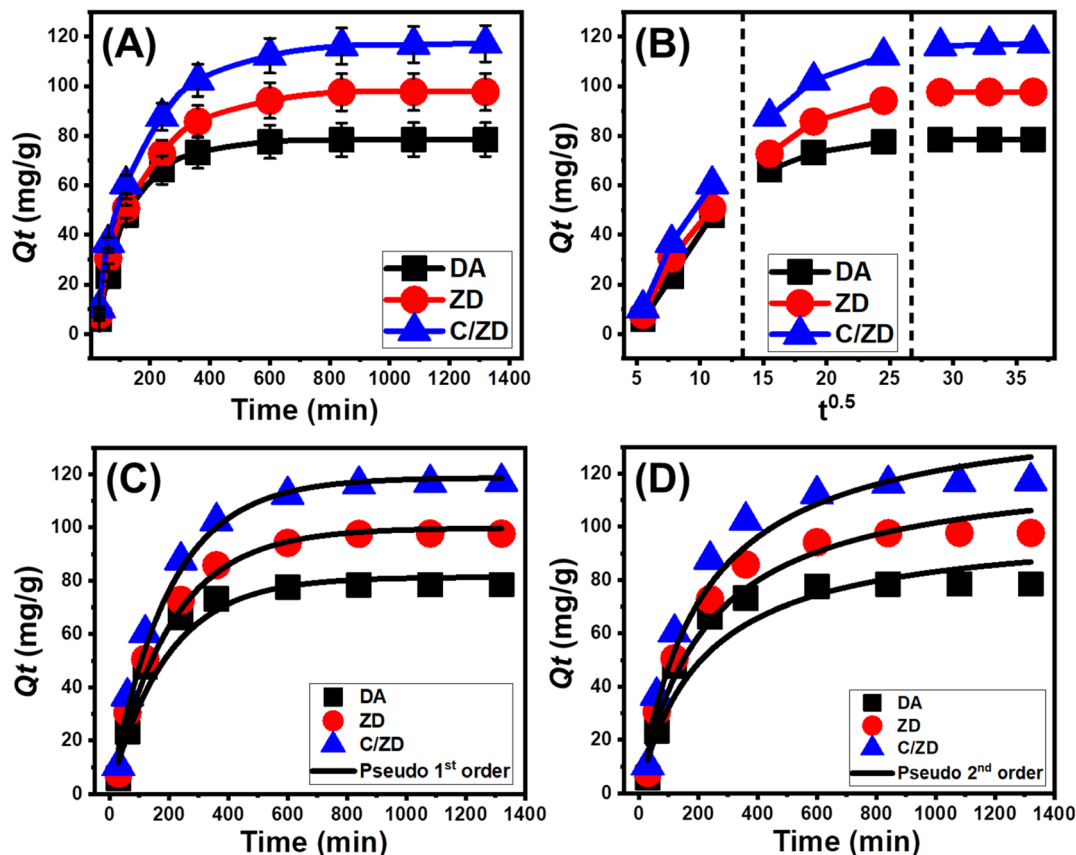 (A)
Qt (mg/g)
120
100
80
60
40
20
0
DA
ZD
C/ZD
200 400 600 800 1000 1200 1400
Time (min)
(B)
Qt (mg/g)
120
100
80
60
40
20
0
DA
ZD
C/ZD
5 10 15 20 25 30 35
t^0.5
(C)
Qt (mg/g)
120
100
80
60
40
20
0
DA
ZD
C/ZD
Pseudo 1st order
0 200 400 600 800 1000 1200 1400
Time (min)
(D)
Qt (mg/g)
120
100
80
60
40
20
0
DA
ZD
C/ZD
Pseudo 2nd order
0 200 400 600 800 1000 1200 1400
Time (min)